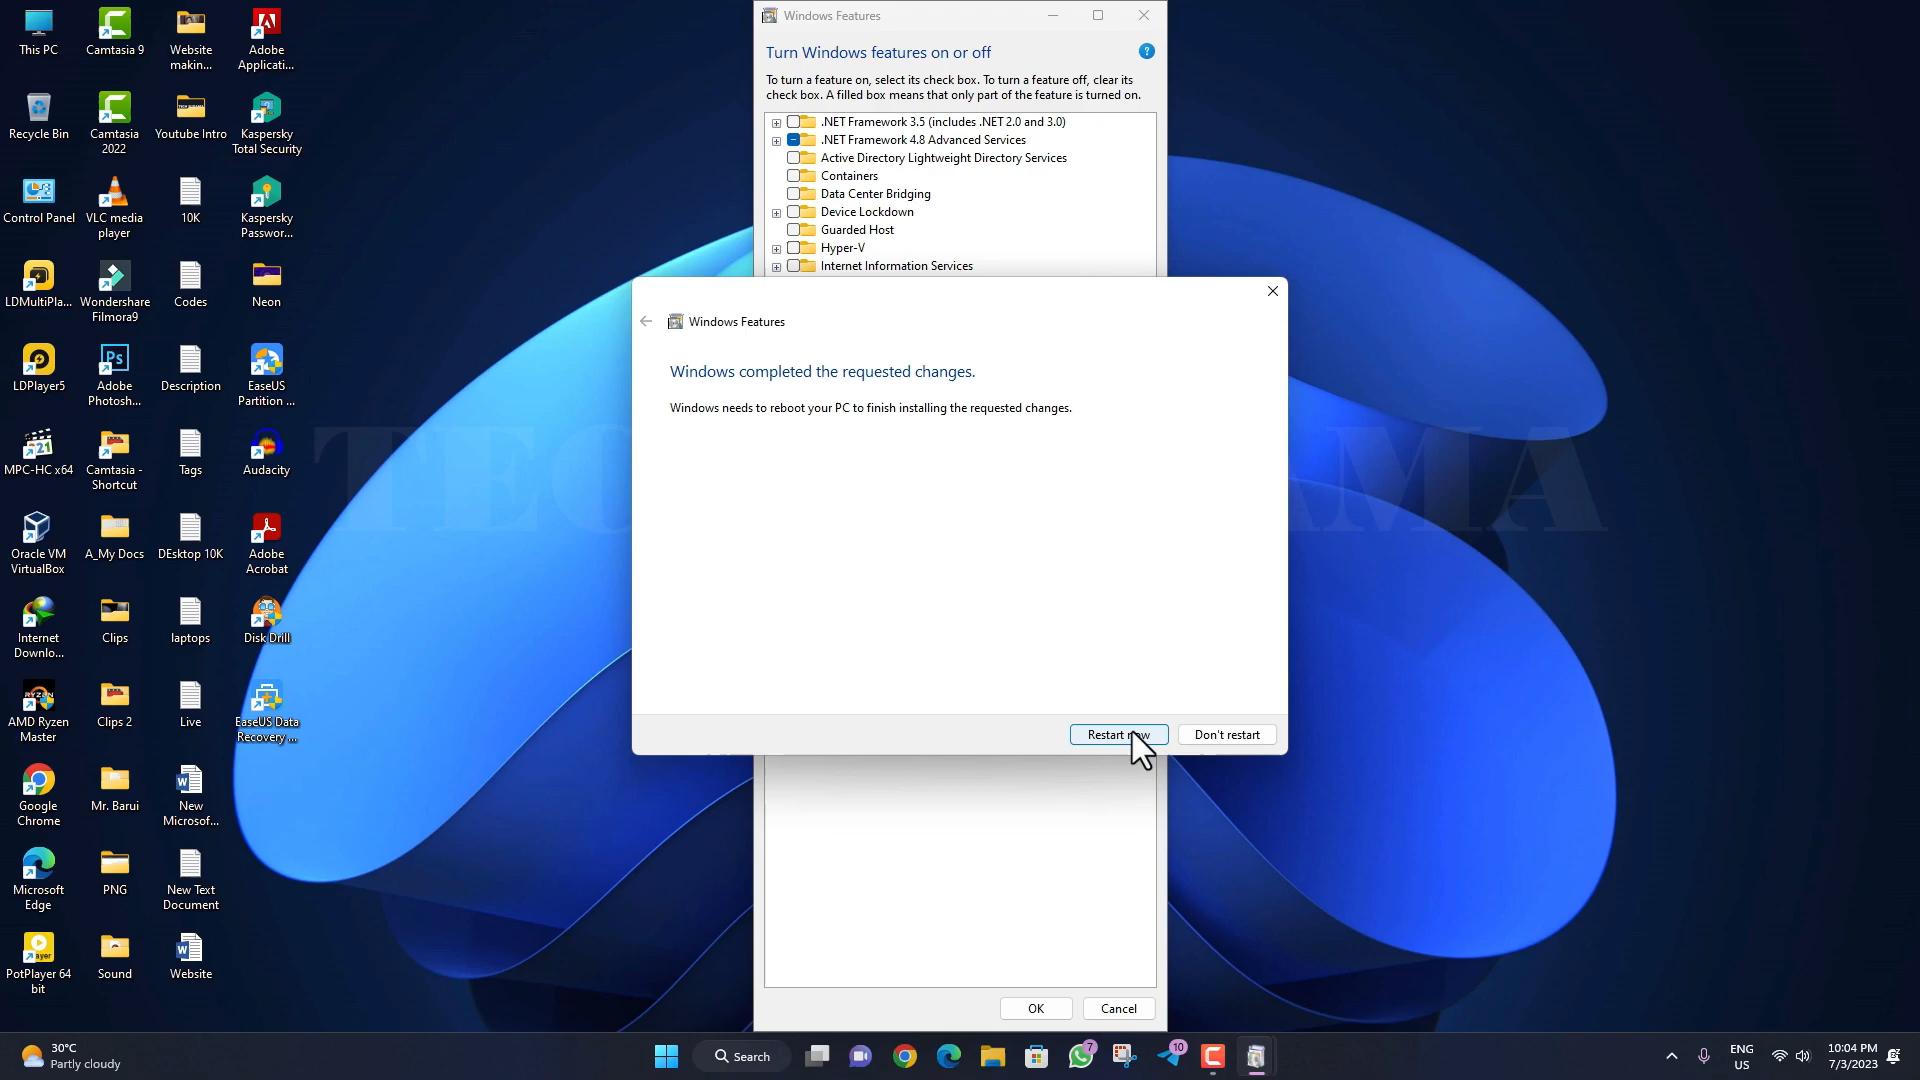 This PC
Camtasia 9
Website
makin...
Adobe
Applicati...
Recycle Bin
Camtasia
2022
Youtube Intro
Kaspersky
Total Security
Control Panel
VLC media
player
10K
Kaspersky
Passwor...
LDMultiPla...
Wondershare
Filmora9
Codes
Neon
LDPlayer5
Adobe
Photosh...
Description
EaseUS
Partition ...
MPC-HC x64
Camtasia -
Shortcut
Tags
Audacity
Oracle VM
VirtualBox
A_My Docs
DEsktop 10K
Adobe
Acrobat
Internet
Downlo...
Clips
laptops
Disk Drill
AMD Ryzen
Master
Clips 2
Live
EaseUS Data
Recovery ...
Google
Chrome
Mr. Barui
New
Microsof...
Microsoft
Edge
PNG
New Text
Document
PotPlayer 64
bit
Sound
Website
Windows Features
Turn Windows features on or off
To turn a feature on, select its check box. To turn a feature off, clear its
check box. A filled box means that only part of the feature is turned on.
.NET Framework 3.5 (includes .NET 2.0 and 3.0)
.NET Framework 4.8 Advanced Services
Active Directory Lightweight Directory Services
Containers
Data Center Bridging
Device Lockdown
Guarded Host
Hyper-V
Internet Information Services
Windows Features
Windows completed the requested changes.
Windows needs to reboot your PC to finish installing the requested changes.
Restart now
Don't restart
OK
Cancel
30°C
Partly cloudy
Search
7
10
ENG
US
10:04 PM
7/3/2023